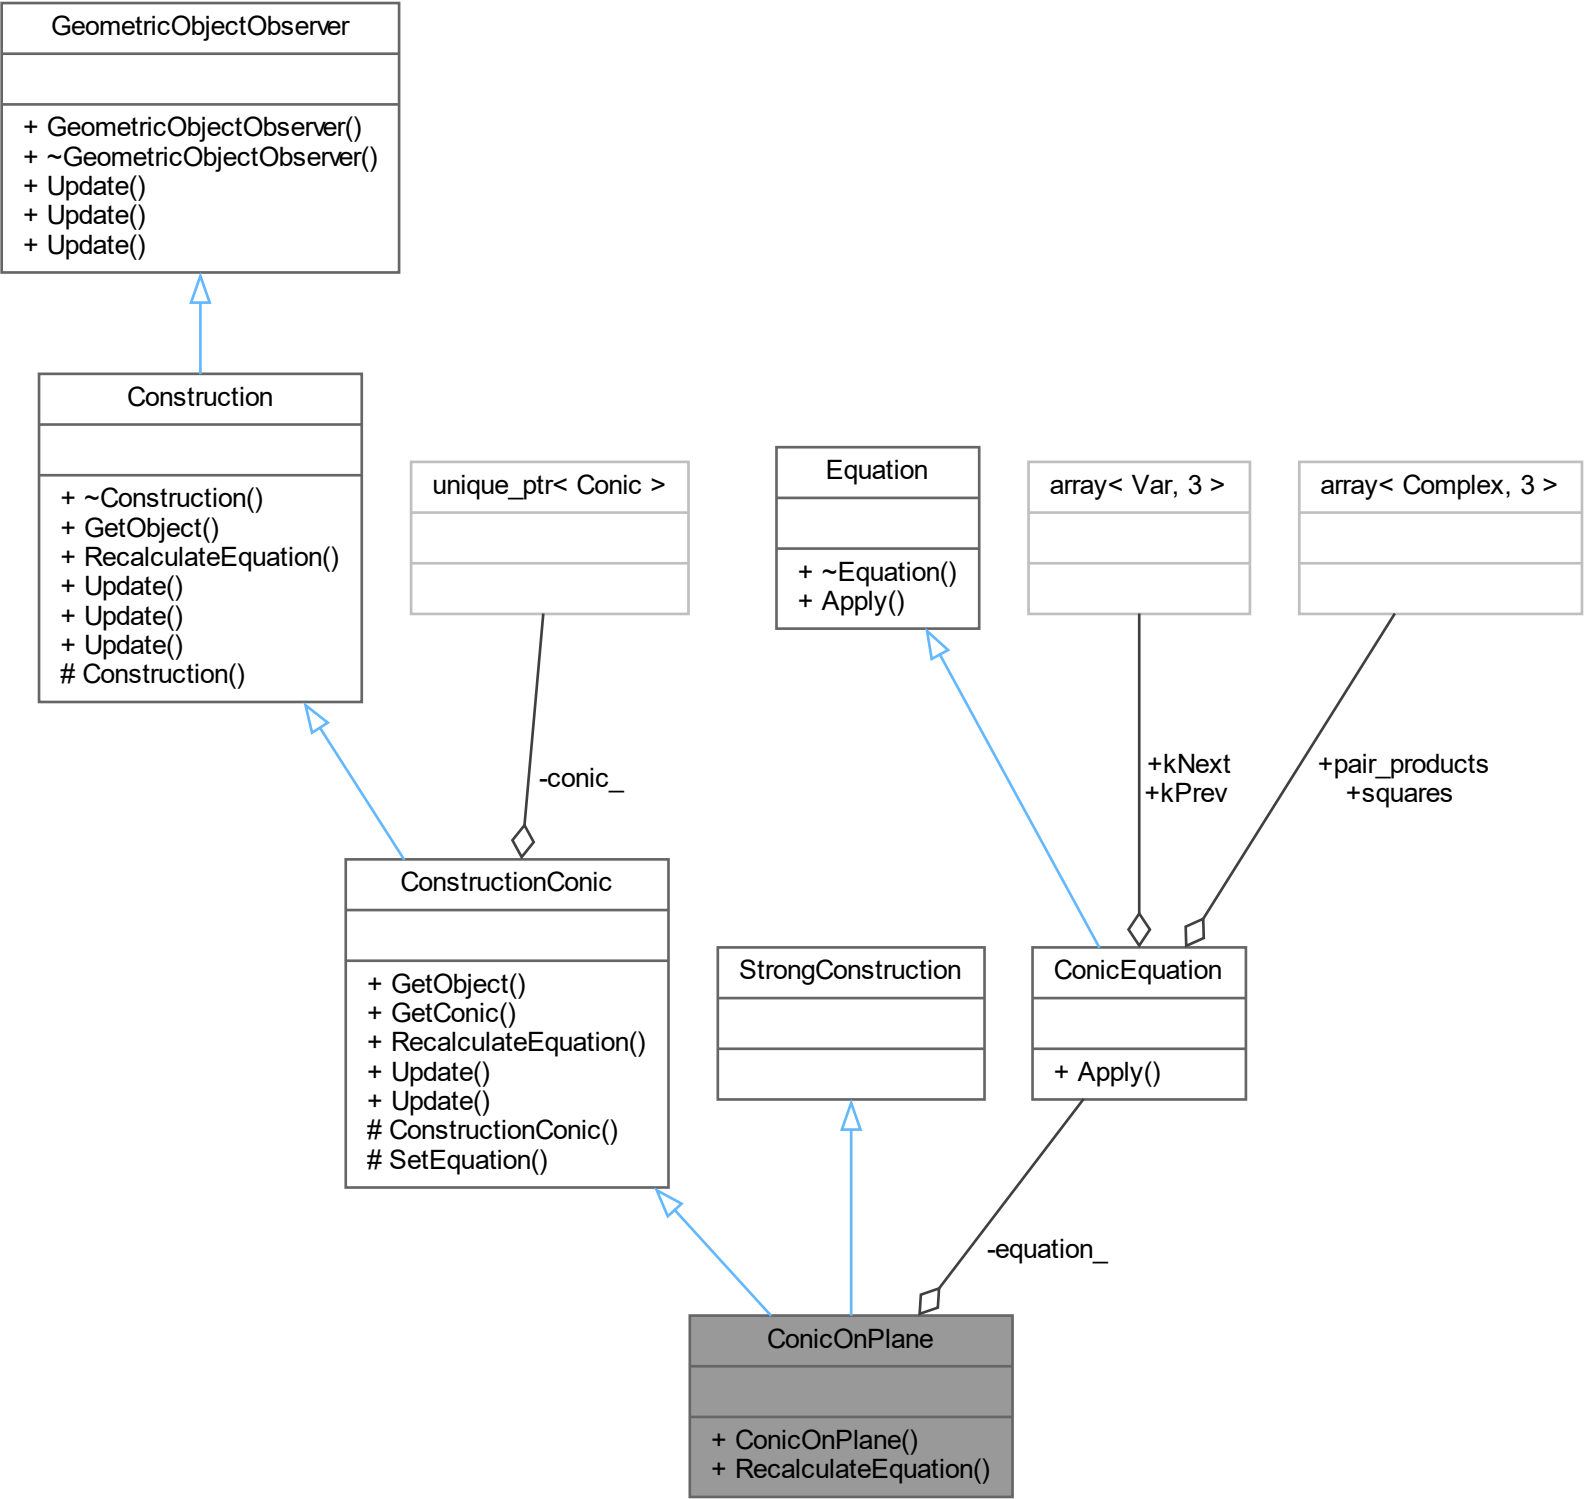 GeometricObjectObserver
+ GeometricObjectObserver()
+ ~GeometricObjectObserver()
+ Update()
+ Update()
+ Update()
Construction
+ ~Construction()
+ GetObject()
+ RecalculateEquation()
+ Update()
+ Update()
+ Update()
# Construction()
unique_ptr< Conic >
Equation
+ ~Equation()
+ Apply()
array< Var, 3 >
array< Complex, 3 >
-conic_
+kNext
+kPrev
+pair_products
+squares
ConstructionConic
+ GetObject()
+ GetConic()
+ RecalculateEquation()
+ Update()
+ Update()
# ConstructionConic()
# SetEquation()
StrongConstruction
ConicEquation
+ Apply()
-equation_
ConicOnPlane
+ ConicOnPlane()
+ RecalculateEquation()